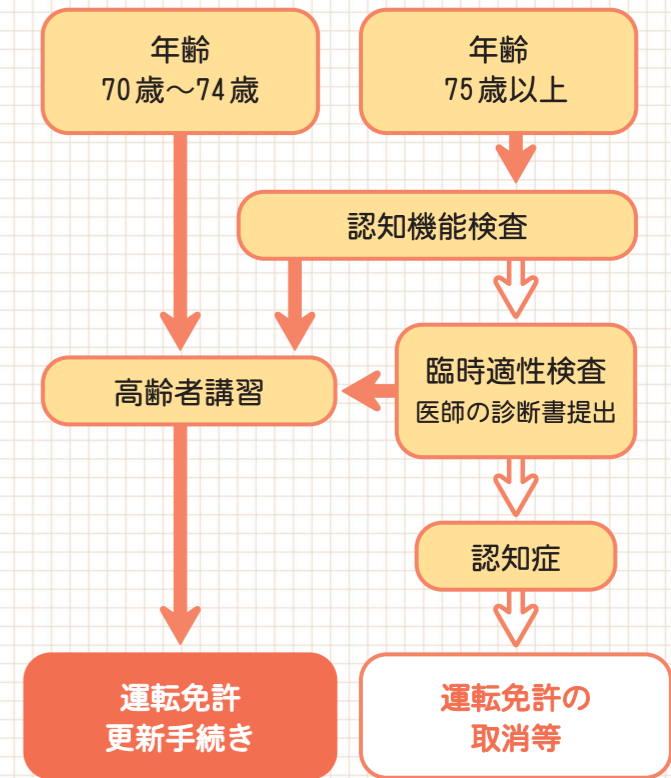 年齢
70歳～74歳
年齢
75歳以上
認知機能検査
高齢者講習
臨時適性検査
医師の診断書提出
認知症
運転免許
更新手続き
運転免許の
取消等